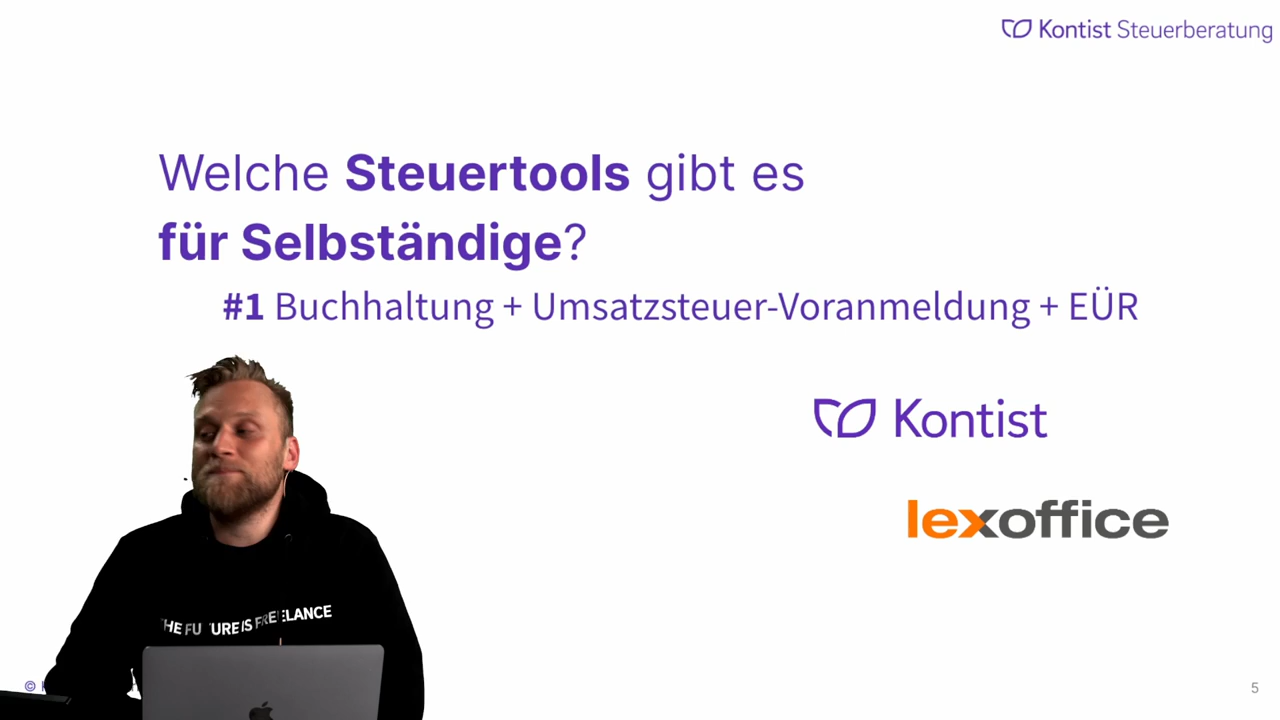 Kontist Steuerberatung
Welche Steuertools gibt es
für Selbständige?
#1 Buchhaltung + Umsatzsteuer-Voranmeldung + EÜR
Kontist
lexoffice
THE FUTURE IS FREELANCE
©
5